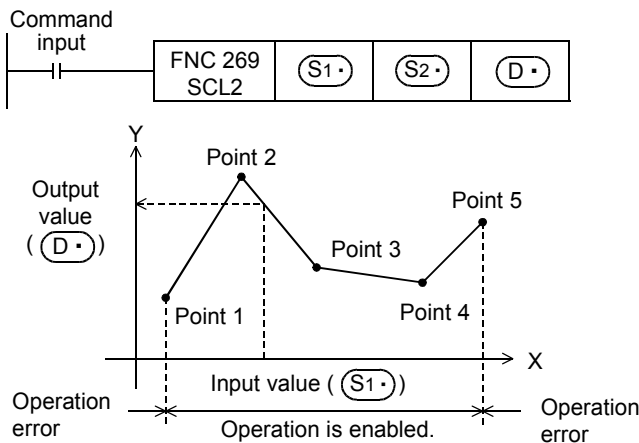 Command
input
FNC 269
SCL2
S1·
S2·
D·
Y
Point 2
Output
value
( D· )
Point 5
Point 3
Point 1
Point 4
X
Input value ( S1· )
Operation
error
Operation is enabled.
Operation
error